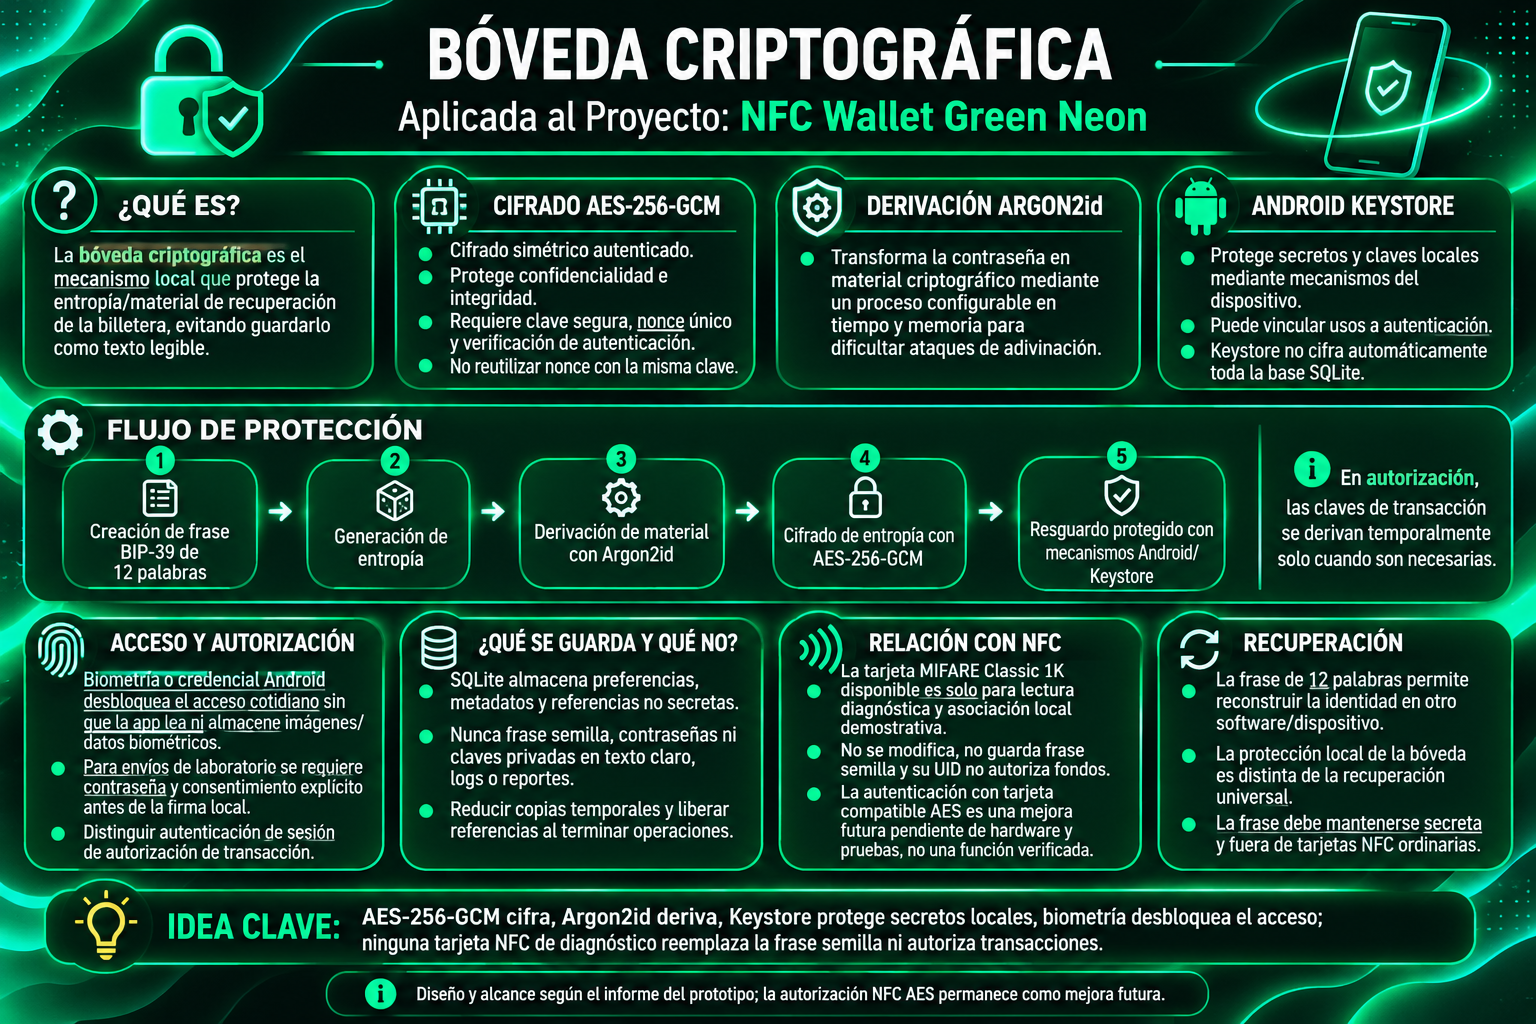 BÓVEDA CRIPTOGRÁFICA
Aplicada al Proyecto: NFC Wallet Green Neon
?
¿QUÉ ES?
La bóveda criptográfica es el
mecanismo local que protege la
entropía/material de recuperación
de la billetera, evitando guardarlo
como texto legible.
CIFRADO AES-256-GCM
Cifrado simétrico autenticado.
Protege confidencialidad e
integridad.
Requiere clave segura, nonce único
y verificación de autenticación.
No reutilizar nonce con la misma clave.
DERIVACIÓN ARGON2id
Transforma la contraseña en
material criptográfico mediante
un proceso configurable en
tiempo y memoria para
dificultar ataques de adivinación.
ANDROID KEYSTORE
Protege secretos y claves locales
mediante mecanismos del
dispositivo.
Puede vincular usos a autenticación.
Keystore no cifra automáticamente
toda la base SQLite.
FLUJO DE PROTECCIÓN
1
Creación de frase
BIP-39 de
12 palabras
2
Generación de
entropía
3
Derivación de material
con Argon2id
4
Cifrado de entropía con
AES-256-GCM
5
Resguardo protegido con
mecanismos Android/
Keystore
i
En autorización,
las claves de transacción
se derivan temporalmente
solo cuando son necesarias.
ACCESO Y AUTORIZACIÓN
Biometría o credencial Android
desbloquea el acceso cotidiano sin
que la app lea ni almacene imágenes/
datos biométricos.
Para envíos de laboratorio se requiere
contraseña y consentimiento explícito
antes de la firma local.
Distinguir autenticación de sesión
de autorización de transacción.
¿QUÉ SE GUARDA Y QUÉ NO?
SQLite almacena preferencias,
metadatos y referencias no secretas.
Nunca frase semilla, contraseñas ni
claves privadas en texto claro,
logs o reportes.
Reducir copias temporales y liberar
referencias al terminar operaciones.
RELACIÓN CON NFC
La tarjeta MIFARE Classic 1K
disponible es solo para lectura
diagnóstica y asociación local
demostrativa.
No se modifica, no guarda frase
semilla y su UID no autoriza fondos.
La autenticación con tarjeta
compatible AES es una mejora
futura pendiente de hardware y
pruebas, no una función verificada.
RECUPERACIÓN
La frase de 12 palabras permite
reconstruir la identidad en otro
software/dispositivo.
La protección local de la bóveda
es distinta de la recuperación
universal.
La frase debe mantenerse secreta
y fuera de tarjetas NFC ordinarias.
IDEA CLAVE:
AES-256-GCM cifra, Argon2id deriva, Keystore protege secretos locales, biometría desbloquea el acceso;
ninguna tarjeta NFC de diagnóstico reemplaza la frase semilla ni autoriza transacciones.
i
Diseño y alcance según el informe del prototipo; la autorización NFC AES permanece como mejora futura.